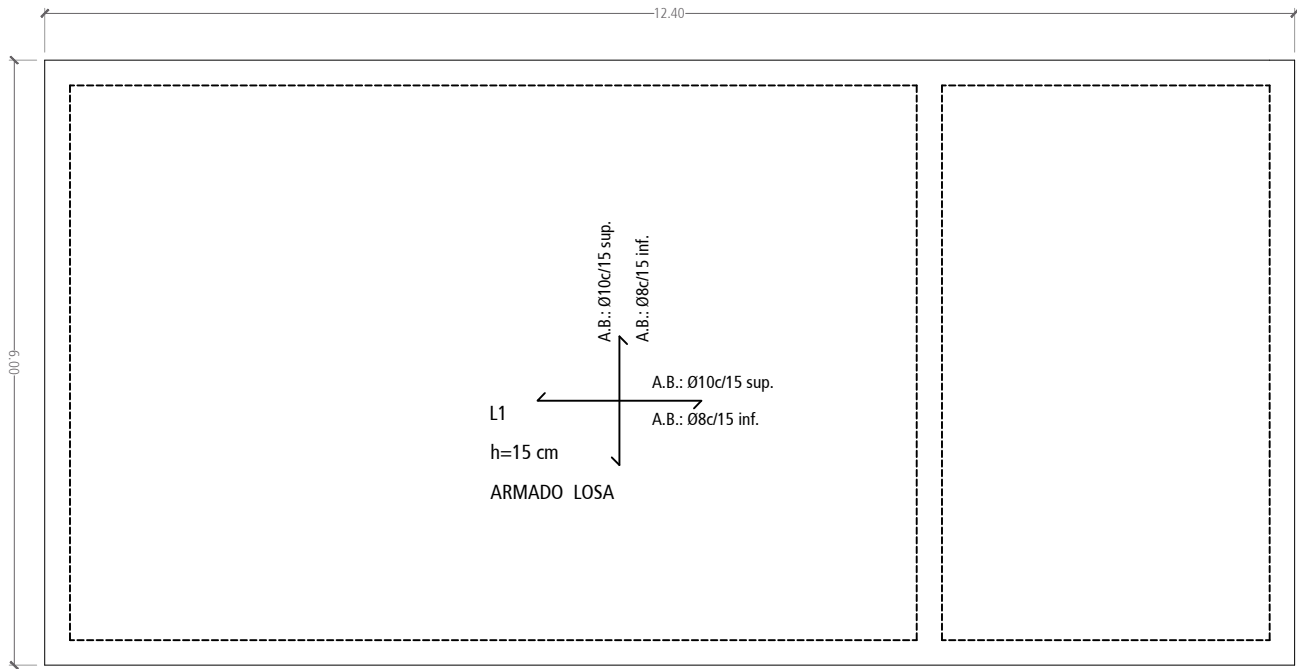 12.40
6.00
A.B.: Ø10c/15 sup.
A.B.: Ø8c/15 inf.
A.B.: Ø10c/15 sup.
A.B.: Ø8c/15 inf.
L1
h=15 cm
ARMADO LOSA